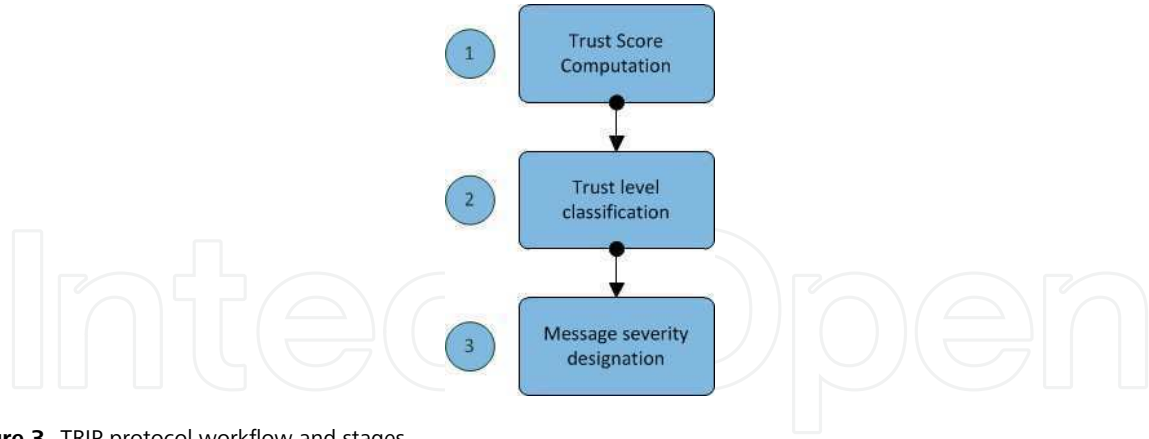 1
Trust Score
Computation
2
Trust level
classification
IntechOpen
3
Message severity
designation
ure 3. TRIP protocol workflow and stages